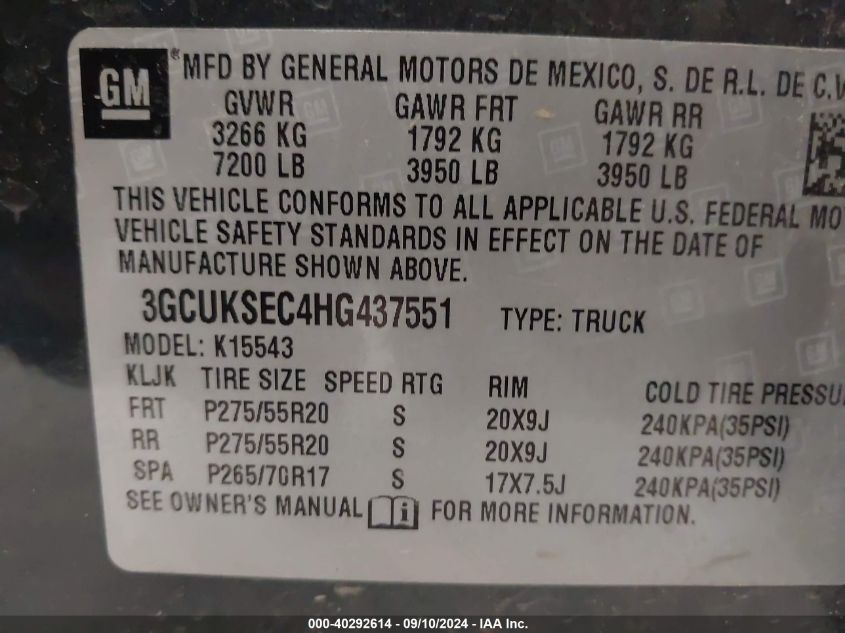 GM ® MFD BY GENERAL MOTORS DE MEXICO, S. DE R.L. DE C.V
GVWR GAWR FRT GAWR RR
3266 KG 1792 KG 1792 KG
7200 LB 3950 LB 3950 LB
THIS VEHICLE CONFORMS TO ALL APPLICABLE U.S. FEDERAL MO
VEHICLE SAFETY STANDARDS IN EFFECT ON THE DATE OF
MANUFACTURE SHOWN ABOVE.
3GCUKSEC4HG437551 TYPE: TRUCK
MODEL: K15543
KLJK TIRE SIZE SPEED RTG RIM COLD TIRE PRESSU
FRT P275/55R20 S 20X9J 240KPA(35PSI)
RR P275/55R20 S 20X9J 240KPA(35PSI)
SPA P265/70R17 S 17X7.5J 240KPA(35PSI)
SEE OWNER'S MANUAL i FOR MORE INFORMATION.
000-40292614 - 09/10/2024 - IAA Inc.